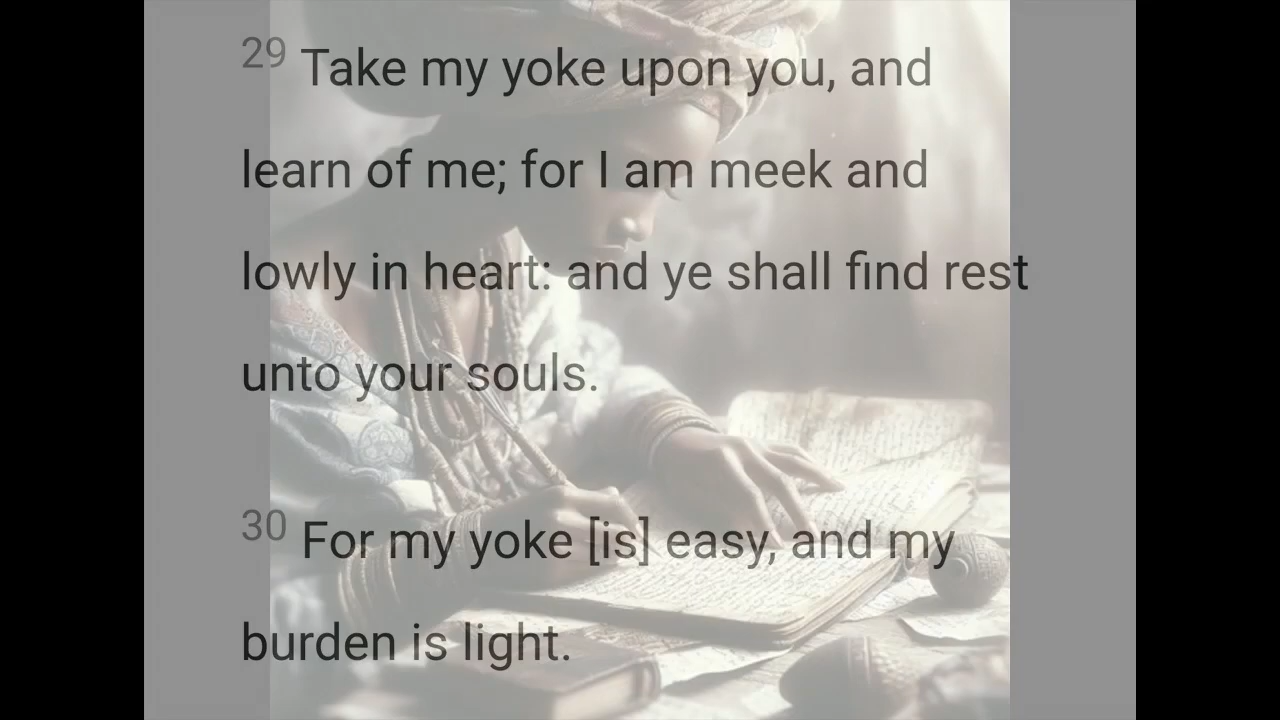 29 Take my yoke upon you, and
learn of me; for I am meek and
lowly in heart: and ye shall find rest
unto your souls.
30 For my yoke [is] easy, and my
burden is light.